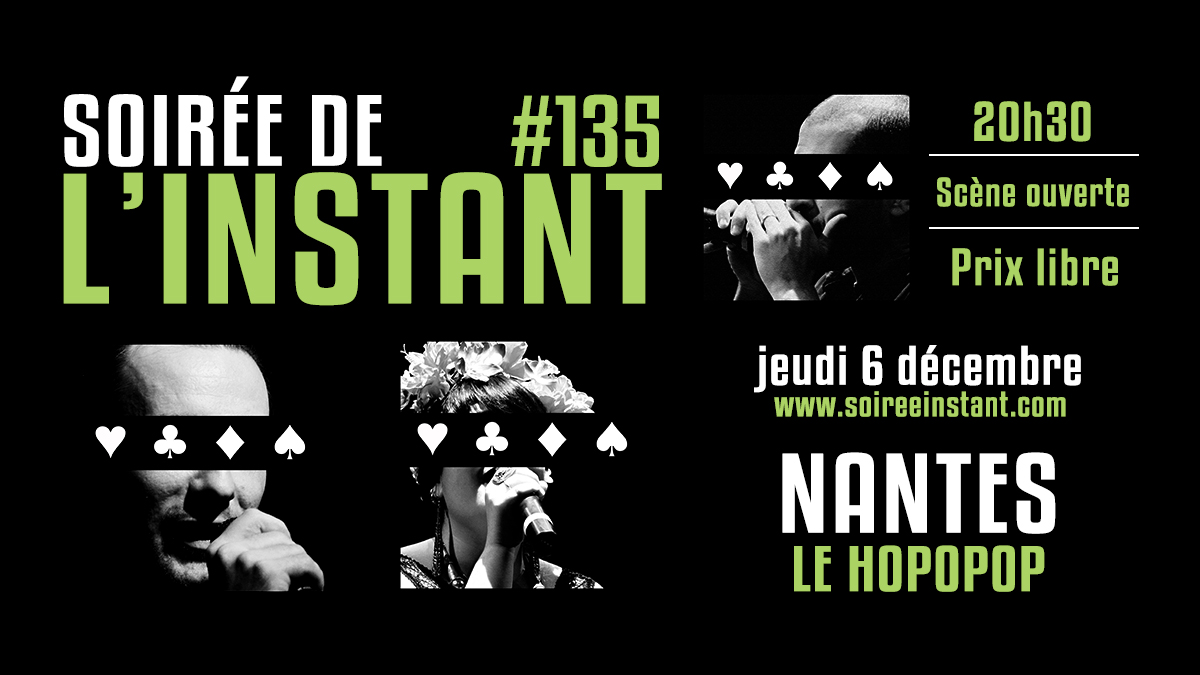 SOIRÉE DE #135
L'INSTANT
20h30
Scène ouverte
Prix libre
jeudi 6 décembre
www.soireeinstant.com
NANTES
LE HOPOPOP